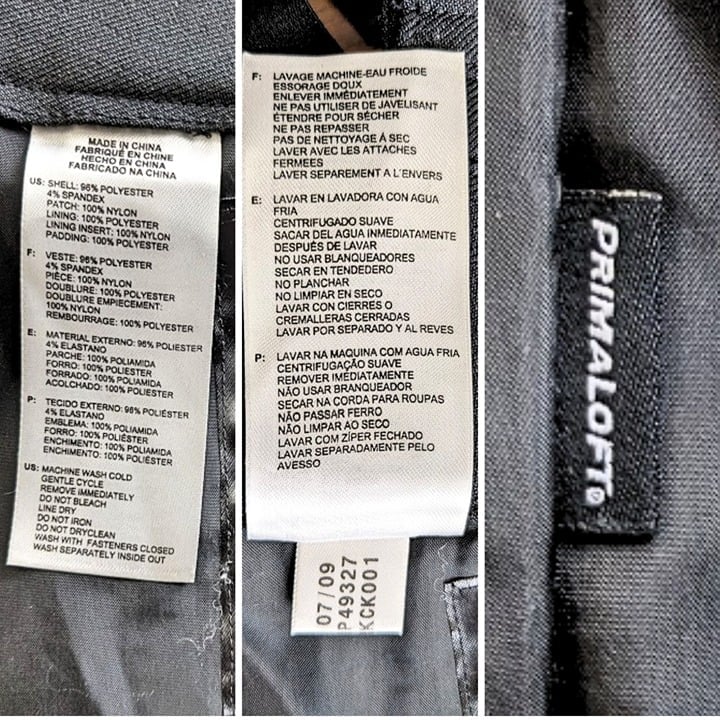 MADE IN CHINA
FABRIQUÉ EN CHINE
HECHO EN CHINA
FABRICADO NA CHINA
US: SHELL: 96% POLYESTER
4% SPANDEX
PATCH: 100% NYLON
LINING: 100% POLYESTER
LINING INSERT: 100% NYLON
PADDING: 100% POLYESTER
F: VESTE: 96% POLYESTER
4% SPANDEX
PIÈCE: 100% NYLON
DOUBLURE: 100% POLYESTER
DOUBLURE EMPIECEMENT:
100% NYLON
REMBOURRAGE: 100% POLYESTER
E: MATERIAL EXTERNO: 96% POLIESTER
4% ELASTANO
PARCHE: 100% POLIAMIDA
FORRO: 100% POLIESTER
FORRADO: 100% POLIAMIDA
ACOLCHADO: 100% POLIESTER
P: TECIDO EXTERNO: 96% POLIÉSTER
4% ELASTANO
EMBLEMA: 100% POLIAMIDA
FORRO: 100% POLIÉSTER
ENCHIMENTO: 100% POLIAMIDA
ENCHIMENTO: 100% POLIÉSTER
US: MACHINE WASH COLD
GENTLE CYCLE
REMOVE IMMEDIATELY
DO NOT BLEACH
LINE DRY
DO NOT IRON
DO NOT DRYCLEAN
WASH WITH FASTENERS CLOSED
WASH SEPARATELY INSIDE OUT
F: LAVAGE MACHINE-EAU FROIDE
ESSORAGE DOUX
ENLEVER IMMÉDIATEMENT
NE PAS UTILISER DE JAVELISANT
ÉTENDRE POUR SÉCHER
NE PAS REPASSER
PAS DE NETTOYAGE À SEC
LAVER AVEC LES ATTACHES
FERMEES
LAVER SEPAREMENT A L'ENVERS
E: LAVAR EN LAVADORA CON AGUA
FRIA
CENTRIFUGADO SUAVE
SACAR DEL AGUA INMEDIATAMENTE
DESPUÉS DE LAVAR
NO USAR BLANQUEADORES
SECAR EN TENDEDERO
NO PLANCHAR
NO LIMPIAR EN SECO
LAVAR CON CIERRES O
CREMALLERAS CERRADAS
LAVAR POR SEPARADO Y AL REVES
P: LAVAR NA MAQUINA COM AGUA FRIA
CENTRIFUGAÇÃO SUAVE
REMOVER IMEDIATAMENTE
NÃO USAR BRANQUEADOR
SECAR NA CORDA PARA ROUPAS
NÃO PASSAR FERRO
NÃO LIMPAR AO SECO
LAVAR COM ZÍPER FECHADO
LAVAR SEPARADAMENTE PELO
AVESSO
07/09
P49327
KCK001
PRIMALOFT®